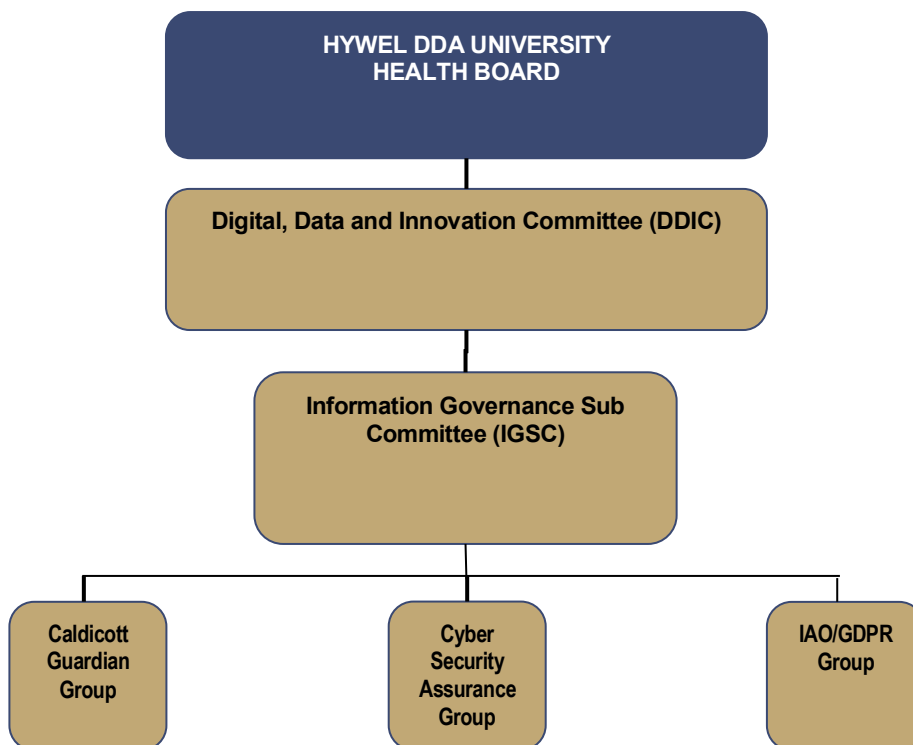 HYWEL DDA UNIVERSITY
HEALTH BOARD
Digital, Data and Innovation Committee (DDIC)
Information Governance Sub
Committee (IGSC)
Caldicott
Guardian
Group
Cyber
Security
Assurance
Group
IAO/GDPR
Group